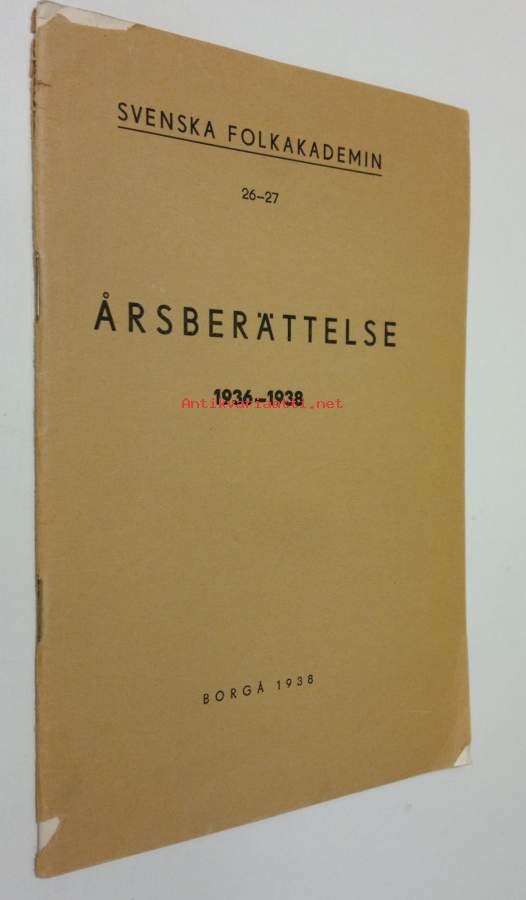 SVENSKA FOLKAKADEMIN
26–27
ÅRSBERÄTTELSE
1936–1938
Antikvariaatti.net
BORGÅ 1938